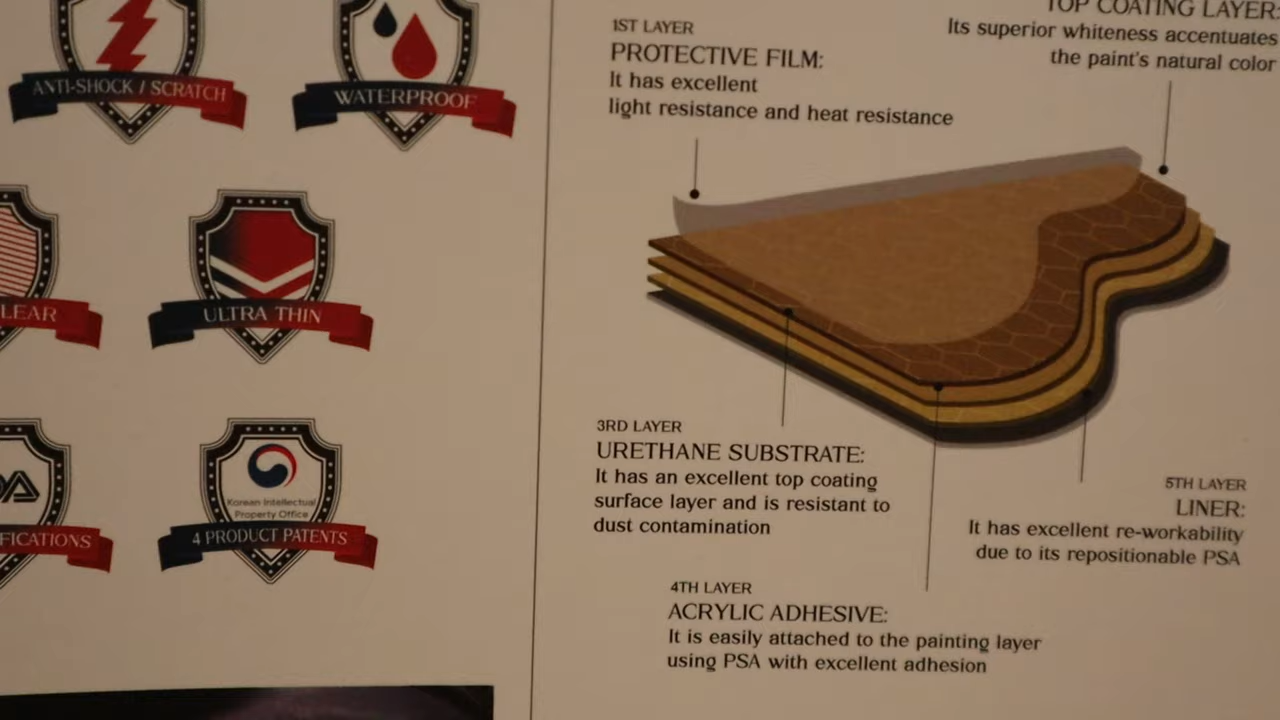 ANTI-SHOCK / SCRATCH
WATERPROOF
LEAR
ULTRA THIN
FICATIONS
Korean Intellectual
Property Office
4 PRODUCT PATENTS
1ST LAYER
PROTECTIVE FILM:
It has excellent
light resistance and heat resistance
TOP COATING LAYER:
Its superior whiteness accentuates
the paint's natural color
3RD LAYER
URETHANE SUBSTRATE:
It has an excellent top coating
surface layer and is resistant to
dust contamination
5TH LAYER
LINER:
It has excellent re-workability
due to its repositionable PSA
4TH LAYER
ACRYLIC ADHESIVE:
It is easily attached to the painting layer
using PSA with excellent adhesion